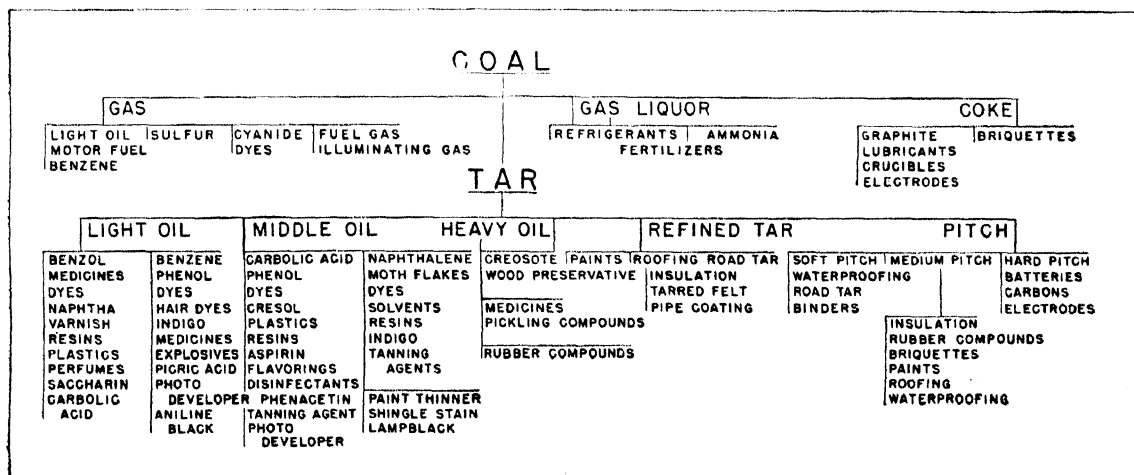 COAL
GAS
GAS LIQUOR
COKE
LIGHT OIL
MOTOR FUEL
BENZENE
SULFUR
CYANIDE
DYES
FUEL GAS
ILLUMINATING GAS
REFRIGERANTS
AMMONIA
FERTILIZERS
GRAPHITE
LUBRICANTS
CRUCIBLES
ELECTRODES
BRIQUETTES
TAR
LIGHT OIL
MIDDLE OIL
HEAVY OIL
REFINED TAR
PITCH
BENZOL
MEDICINES
DYES
NAPHTHA
VARNISH
RESINS
PLASTICS
PERFUMES
SACCHARIN
CARBOLIC
ACID
BENZENE
PHENOL
DYES
HAIR DYES
INDIGO
MEDICINES
EXPLOSIVES
PICRIC ACID
PHOTO
DEVELOPER
ANILINE
BLACK
CARBOLIC ACID
PHENOL
DYES
CRESOL
PLASTICS
RESINS
ASPIRIN
FLAVORINGS
DISINFECTANTS
PHENACETIN
TANNING AGENT
PHOTO
DEVELOPER
NAPHTHALENE
MOTH FLAKES
DYES
SOLVENTS
RESINS
INDIGO
TANNING
AGENTS
PAINT THINNER
SHINGLE STAIN
LAMPBLACK
CREOSOTE
WOOD PRESERVATIVE
MEDICINES
PICKLING COMPOUNDS
RUBBER COMPOUNDS
PAINTS
ROOFING ROAD TAR
INSULATION
TARRED FELT
PIPE COATING
SOFT PITCH
WATERPROOFING
ROAD TAR
BINDERS
MEDIUM PITCH
INSULATION
RUBBER COMPOUNDS
BRIQUETTES
PAINTS
ROOFING
WATERPROOFING
HARD PITCH
BATTERIES
CARBONS
ELECTRODES